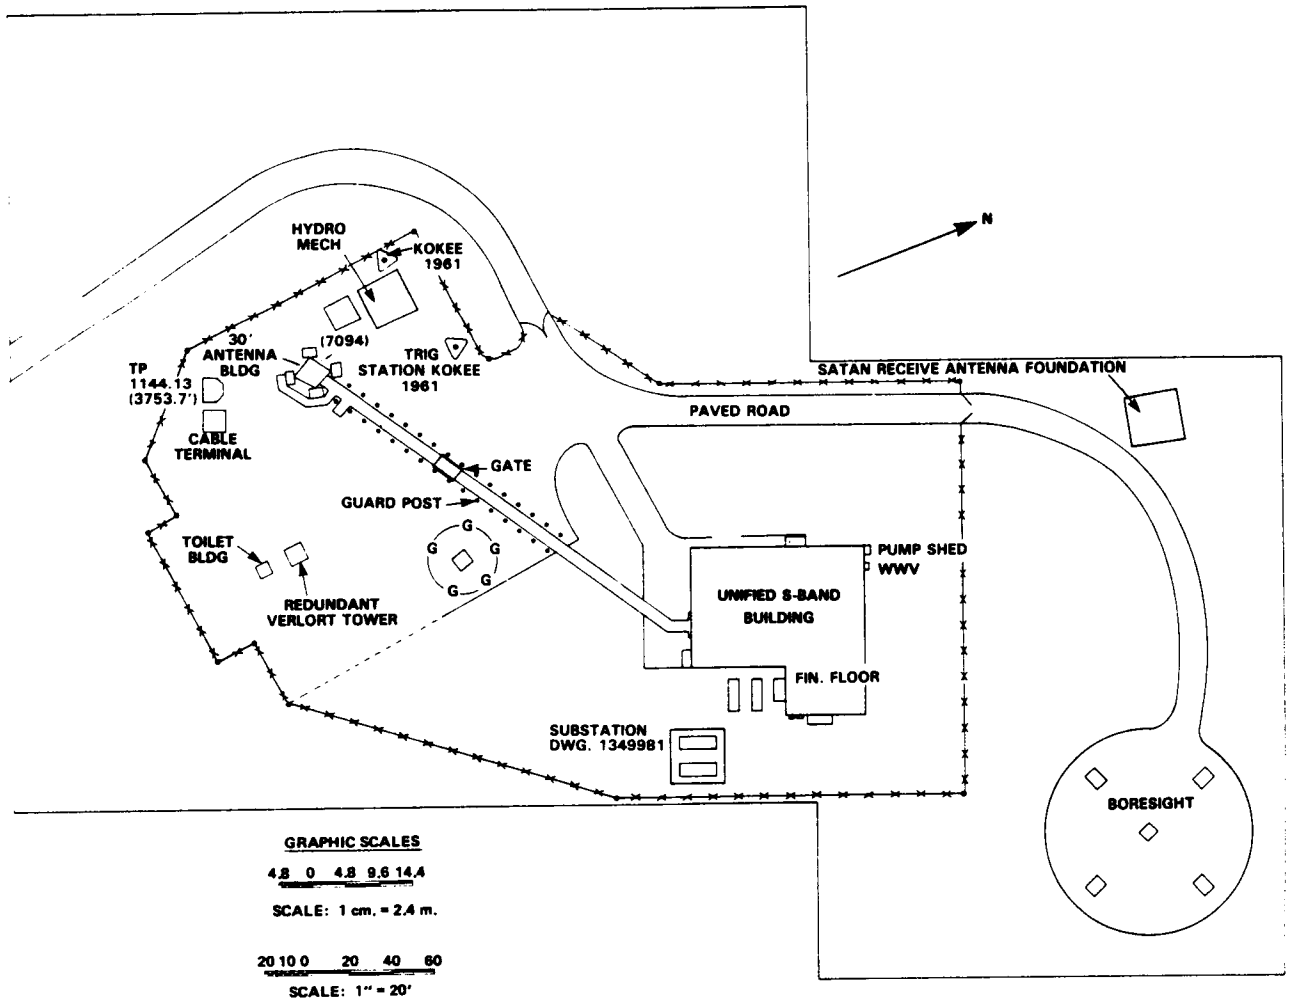 N
HYDRO
MECH
KOKEE
1961
30'
ANTENNA
BLDG
(7094)
TRIG
STATION KOKEE
1961
TP
1144.13
(3753.7')
CABLE
TERMINAL
SATAN RECEIVE ANTENNA FOUNDATION
PAVED ROAD
GATE
GUARD POST
G
G
G
G
G
TOILET
BLDG
REDUNDANT
VERLORT TOWER
PUMP SHED
WWV
UNIFIED S-BAND
BUILDING
FIN. FLOOR
SUBSTATION
DWG. 1349981
BORESIGHT
GRAPHIC SCALES
4.8 0 4.8 9.6 14.4
SCALE: 1 cm. = 2.4 m.
20 10 0 20 40 60
SCALE: 1" = 20'